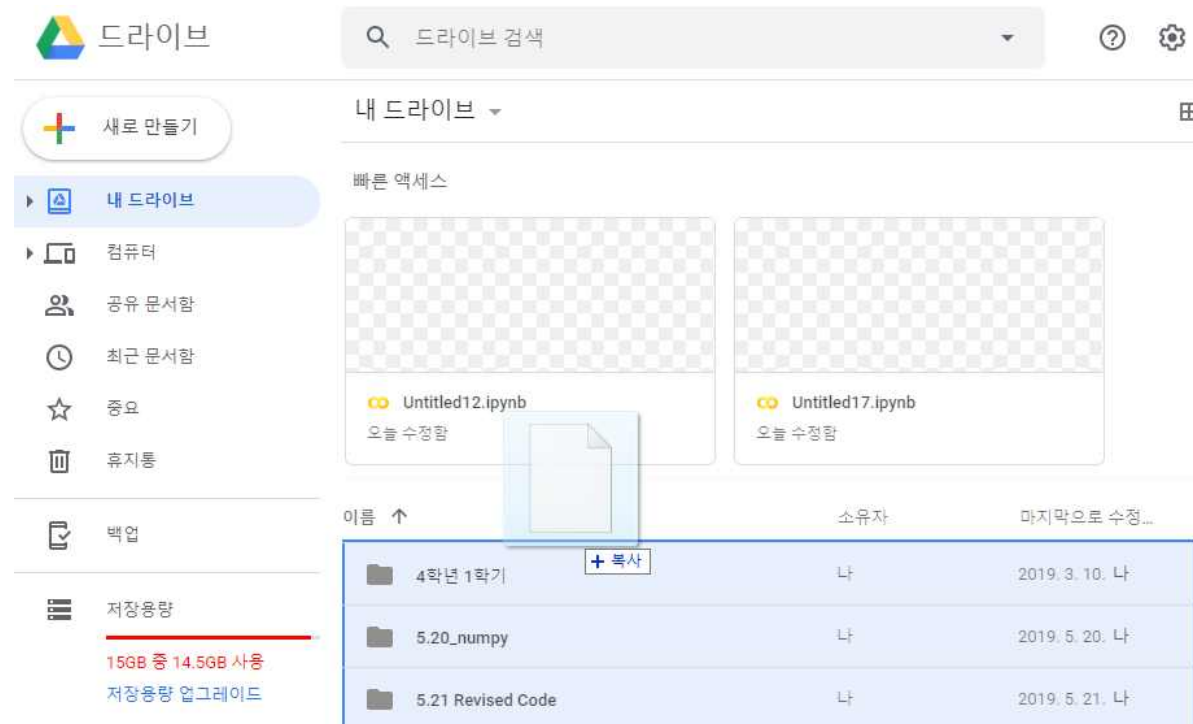 드라이브
드라이브 검색
새로 만들기
내 드라이브
컴퓨터
공유 문서함
최근 문서함
중요
휴지통
백업
저장용량
15GB 중 14.5GB 사용
저장용량 업그레이드
내 드라이브
빠른 액세스
Untitled12.ipynb
오늘 수정함
Untitled17.ipynb
오늘 수정함
+ 복사
이름 소유자 마지막으로 수정...
4학년 1학기 나 2019. 3. 10. 나
5.20_numpy 나 2019. 5. 20. 나
5.21 Revised Code 나 2019. 5. 21. 나